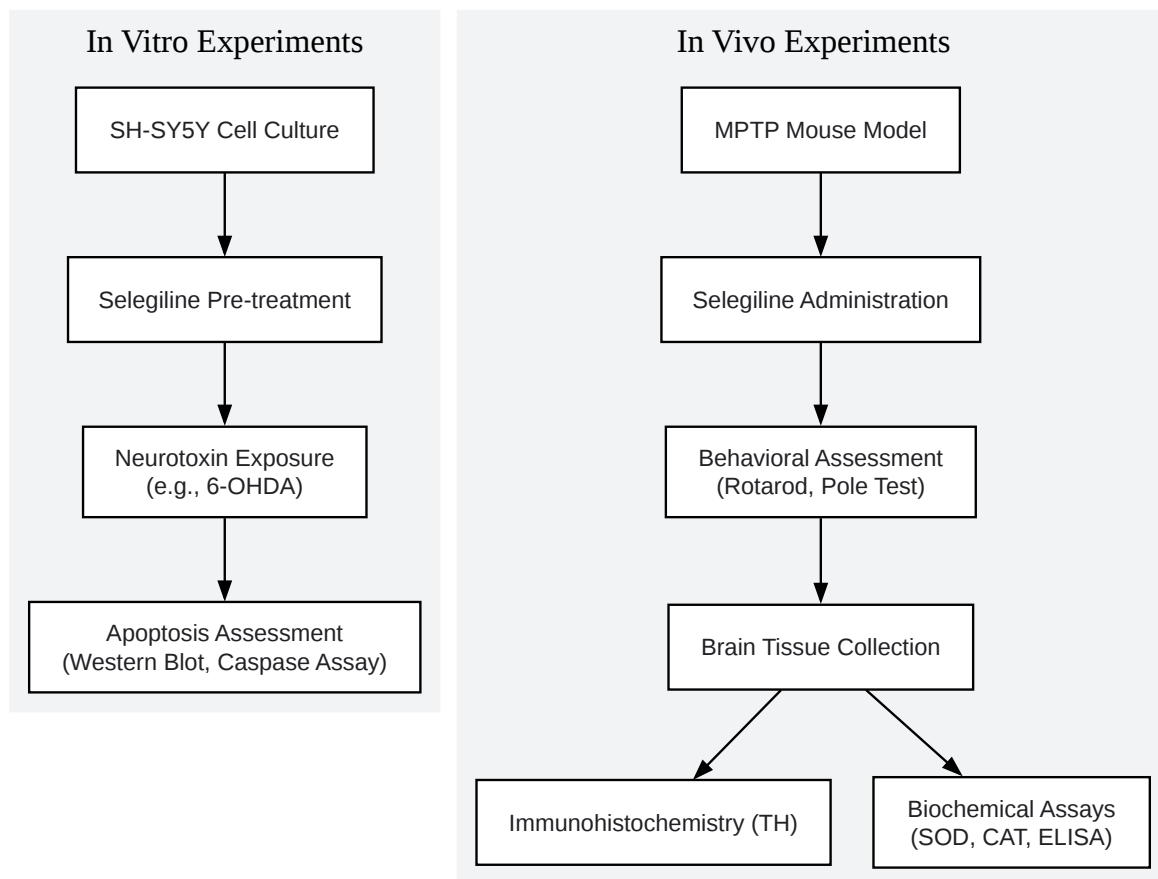 In Vitro Experiments
SH-SY5Y Cell Culture
Selegiline Pre-treatment
Neurotoxin Exposure
(e.g., 6-OHDA)
Apoptosis Assessment
(Western Blot, Caspase Assay)
In Vivo Experiments
MPTP Mouse Model
Selegiline Administration
Behavioral Assessment
(Rotarod, Pole Test)
Brain Tissue Collection
Immunohistochemistry (TH)
Biochemical Assays
(SOD, CAT, ELISA)